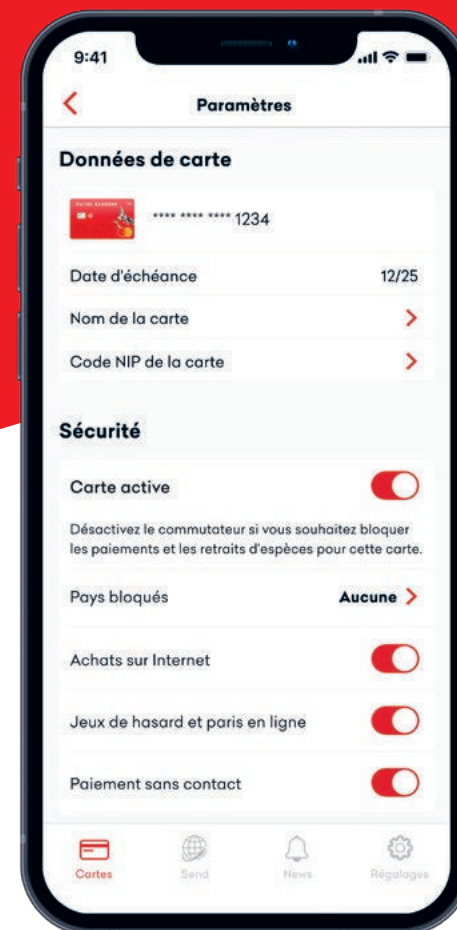 9:41
Paramètres
Données de carte
**** **** **** 1234
Date d'échéance 12/25
Nom de la carte
Code NIP de la carte
Sécurité
Carte active
Désactivez le commutateur si vous souhaitez bloquer
les paiements et les retraits d'espèces pour cette carte.
Pays bloqués Aucune
Achats sur Internet
Jeux de hasard et paris en ligne
Paiement sans contact
Cartes Send News Régalages